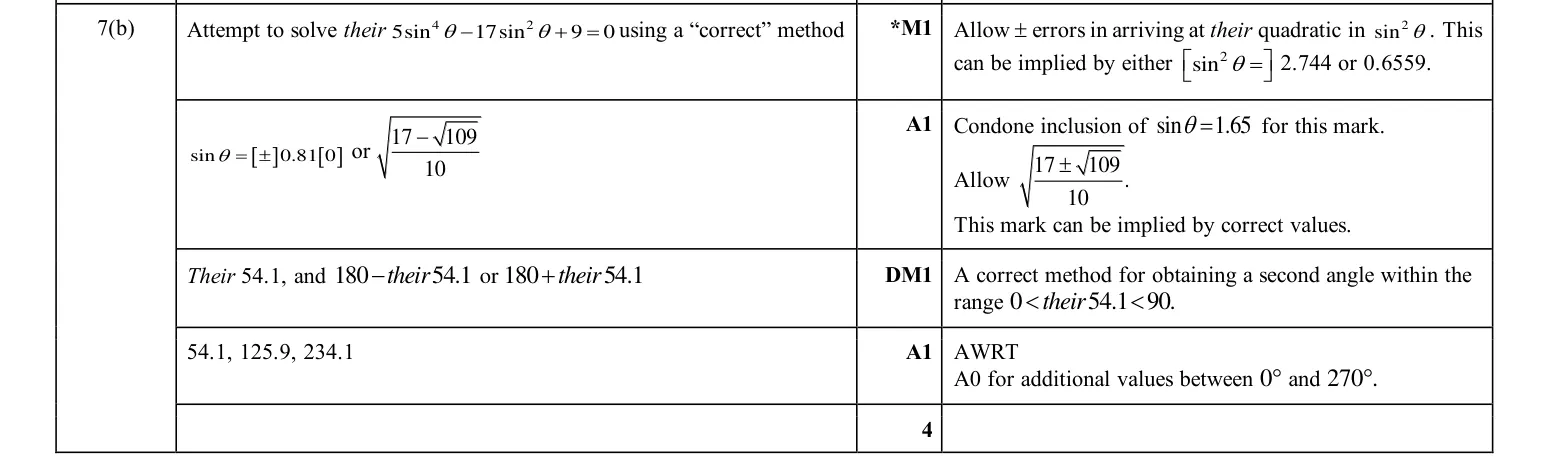 7(b)
Attempt to solve their 5sin⁴ θ − 17sin² θ + 9 = 0 using a “correct” method
*M1
Allow ± errors in arriving at their quadratic in sin² θ. This
can be implied by either [sin² θ =] 2.744 or 0.6559.
sin θ = [±]0.81[0] or √((17 − √109)/10)
A1
Condone inclusion of sin θ = 1.65 for this mark.
Allow √((17 ± √109)/10).
This mark can be implied by correct values.
Their 54.1, and 180 − their 54.1 or 180 + their 54.1
DM1
A correct method for obtaining a second angle within the
range 0 < their 54.1 < 90.
54.1, 125.9, 234.1
A1
AWRT
A0 for additional values between 0° and 270°.
4